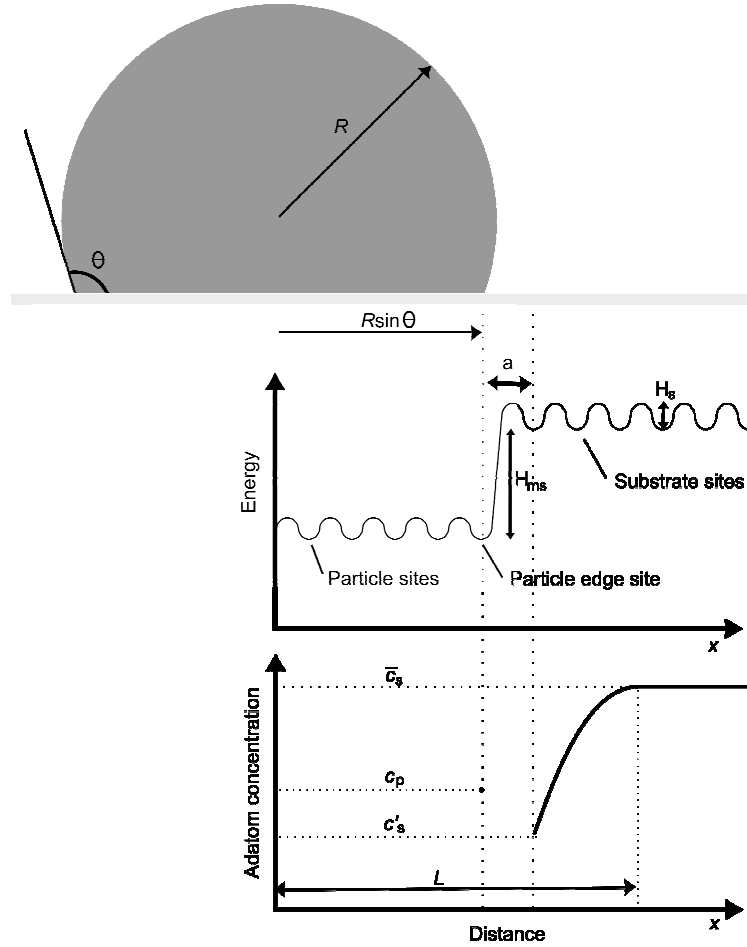 R
θ
Rsinθ
a
Hs
Hms
Energy
Substrate sites
Particle sites
Particle edge site
x
c̅s
cp
c's
Adatom concentration
L
x
Distance